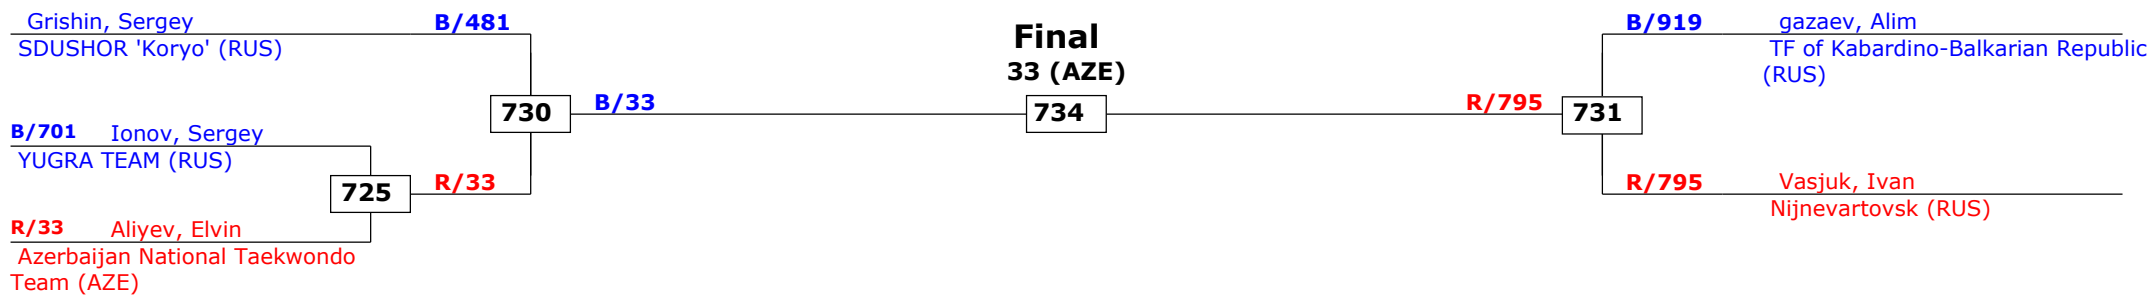 Grishin, Sergey
B/481
SDUSHOR 'Koryo' (RUS)
B/701 Ionov, Sergey
YUGRA TEAM (RUS)
R/33 Aliyev, Elvin
Azerbaijan National Taekwondo
Team (AZE)
725
R/33
730
B/33
Final
33 (AZE)
734
R/795
731
B/919
gazaev, Alim
TF of Kabardino-Balkarian Republic
(RUS)
R/795
Vasjuk, Ivan
Nijnevartovsk (RUS)